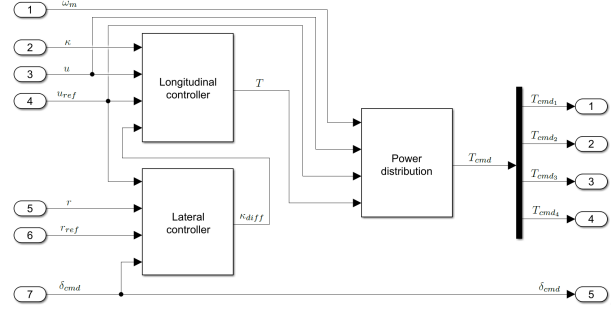 1 ω_m
2 κ
3 u
4 u_ref
Longitudinal
controller
T
Power
distribution
T_cmd
T_cmd₁ 1
T_cmd₂ 2
T_cmd₃ 3
T_cmd₄ 4
5 r
6 r_ref
Lateral
controller
κ_diff
7 δ_cmd
δ_cmd 5